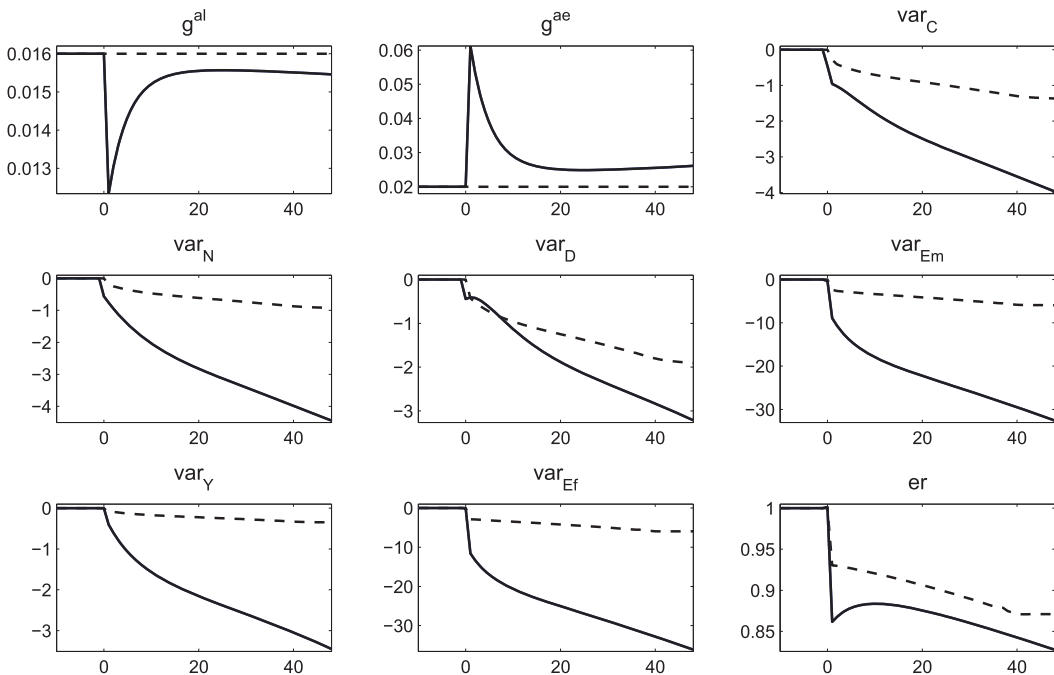 g^al g^ae var_C
0.016 0.06 0
0.015 0.05 −1
0.014 0.04 −2
0.013 0.03 −3
0.02 −4
0 20 40 0 20 40 0 20 40
var_N var_D var_Em
0 0 0
−1 −1 −10
−2 −2 −20
−3 −3 −30
−4
0 20 40 0 20 40 0 20 40
var_Y var_Ef er
0 0 1
−1 −10 0.95
−2 −20 0.9
−3 −30 0.85
0 20 40 0 20 40 0 20 40